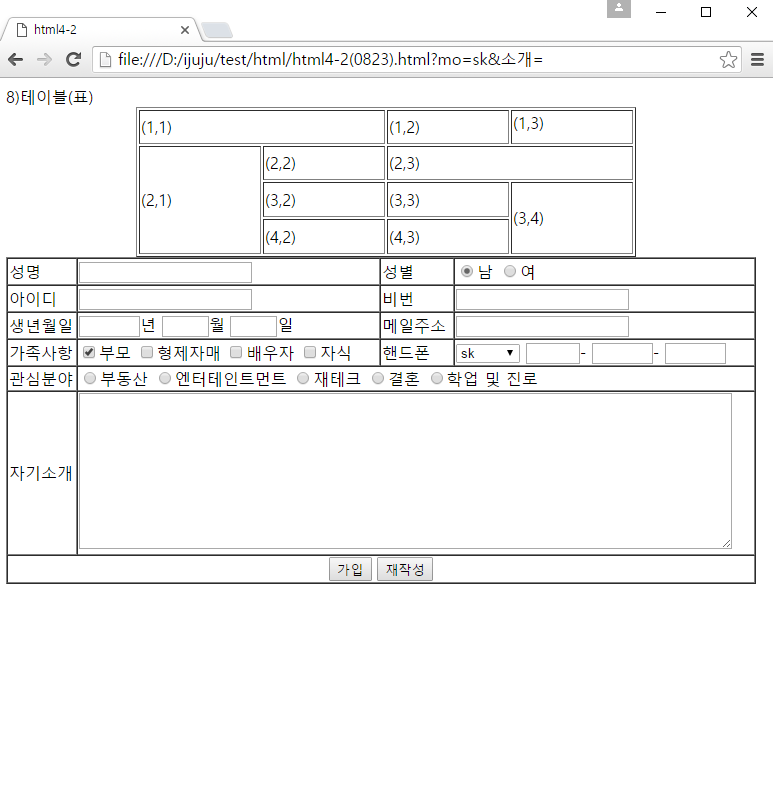 html4-2
file:///D:/ijuju/test/html/html4-2(0823).html?mo=sk&소개=
8)테이블(표)
(1,1) (1,2) (1,3)
(2,1) (2,2) (2,3)
(3,2) (3,3) (3,4)
(4,2) (4,3)
성명 성별 남 여
아이디 비번
생년월일 년 월 일 메일주소
가족사항 부모 형제자매 배우자 자식 핸드폰 sk - -
관심분야 부동산 엔터테인트먼트 재테크 결혼 학업 및 진로
자기소개
가입 재작성